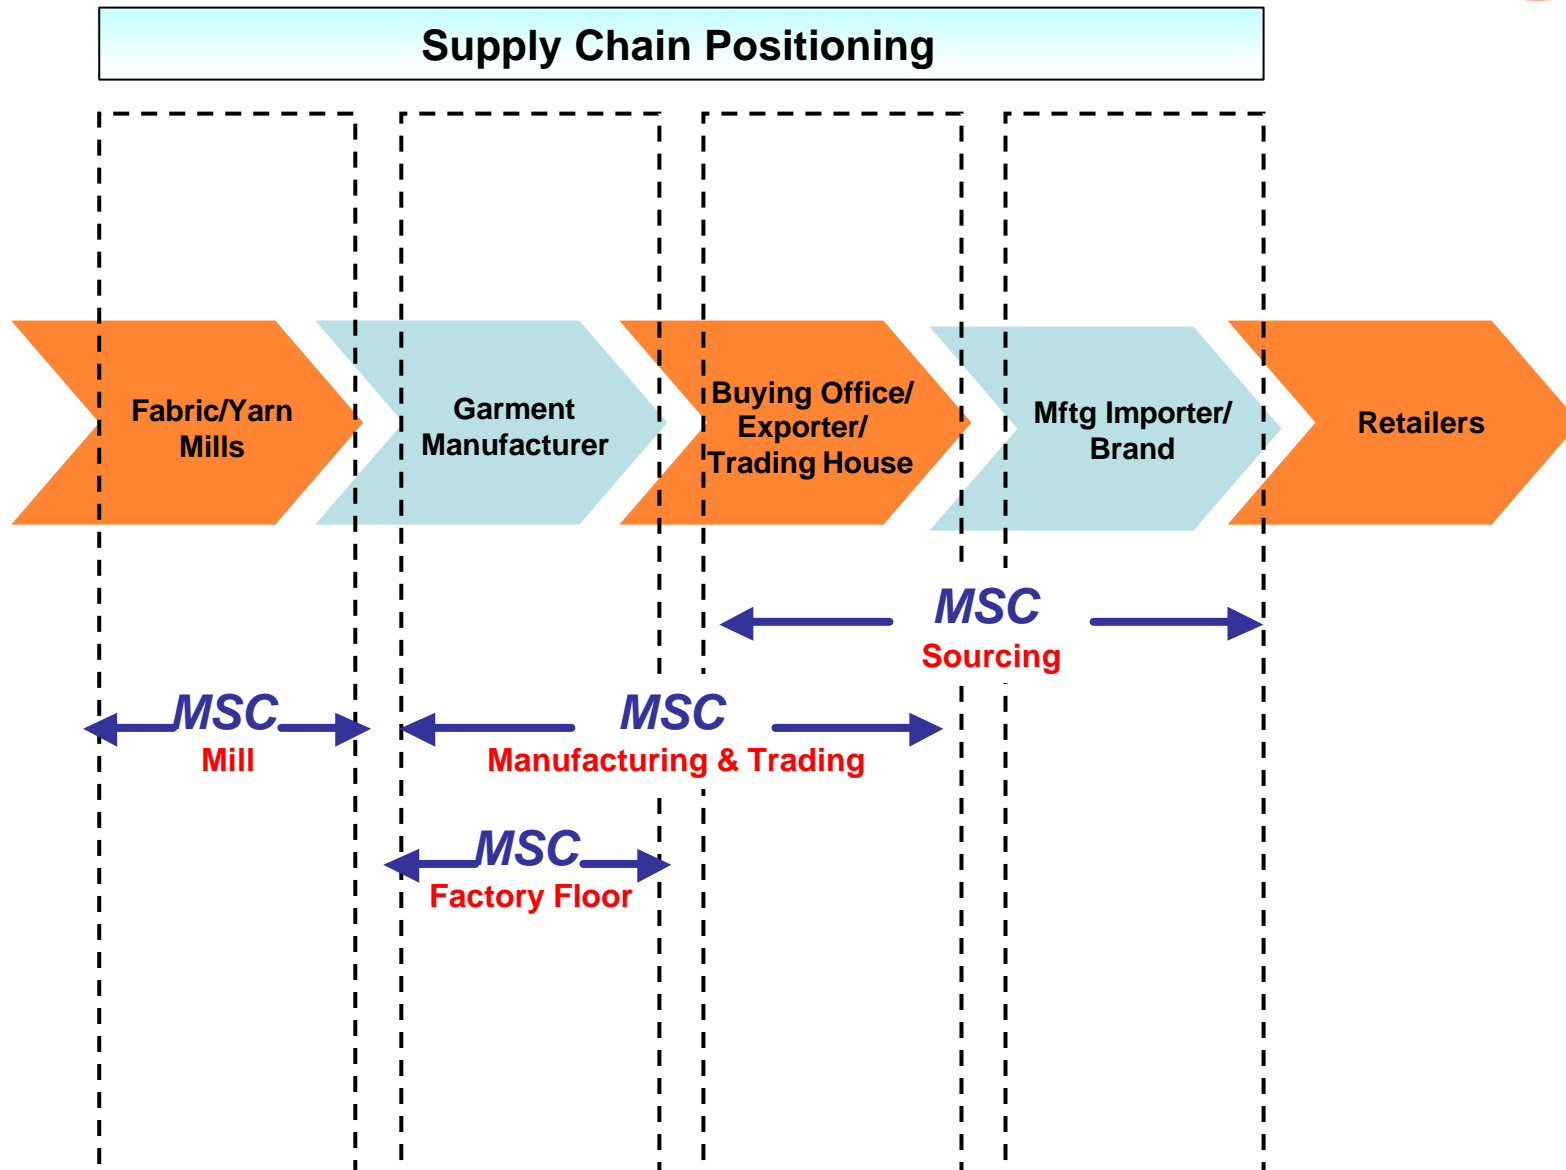 Supply Chain Positioning
Fabric/Yarn
Mills
Garment
Manufacturer
Buying Office/
Exporter/
Trading House
Mftg Importer/
Brand
Retailers
MSC
Sourcing
MSC
Mill
MSC
Manufacturing & Trading
MSC
Factory Floor